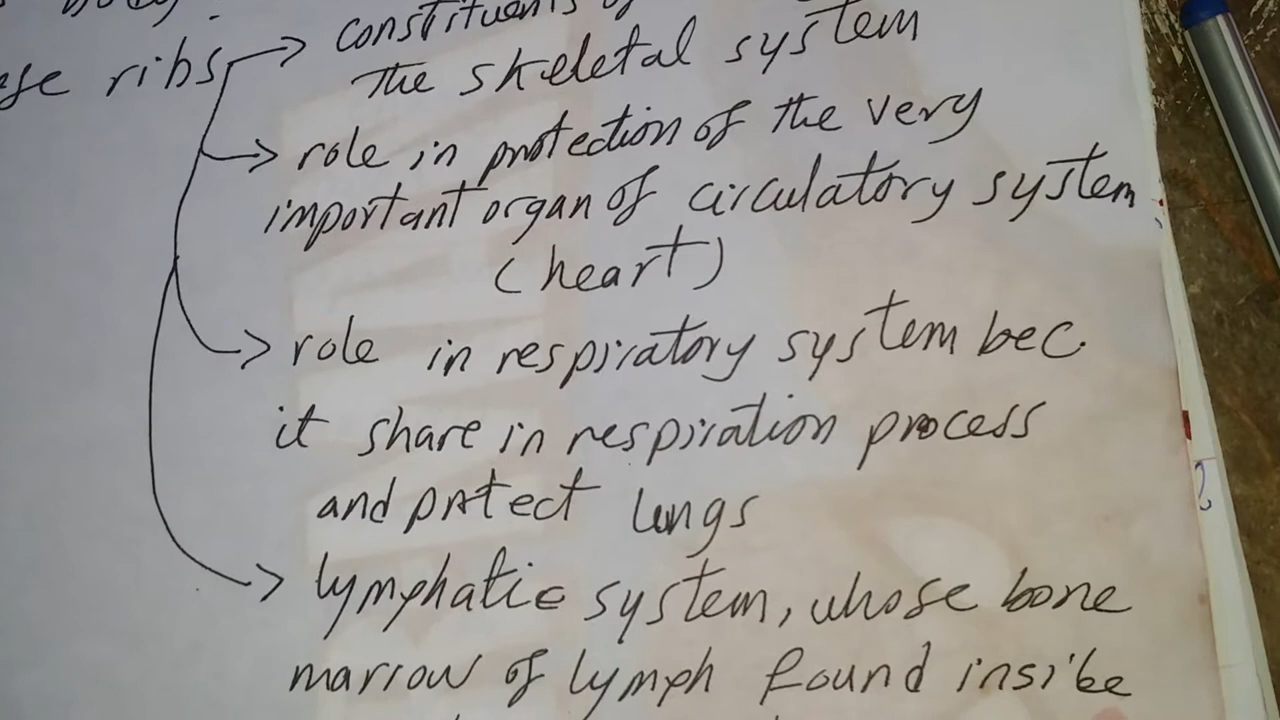 constituents of
ribs
The skeletal system
role in protection of the very
important organ of circulatory system
(heart)
role in respiratory system bec.
it share in respiration process
and protect lungs
lymphatic system, whose bone
marrow of lymph found insibe